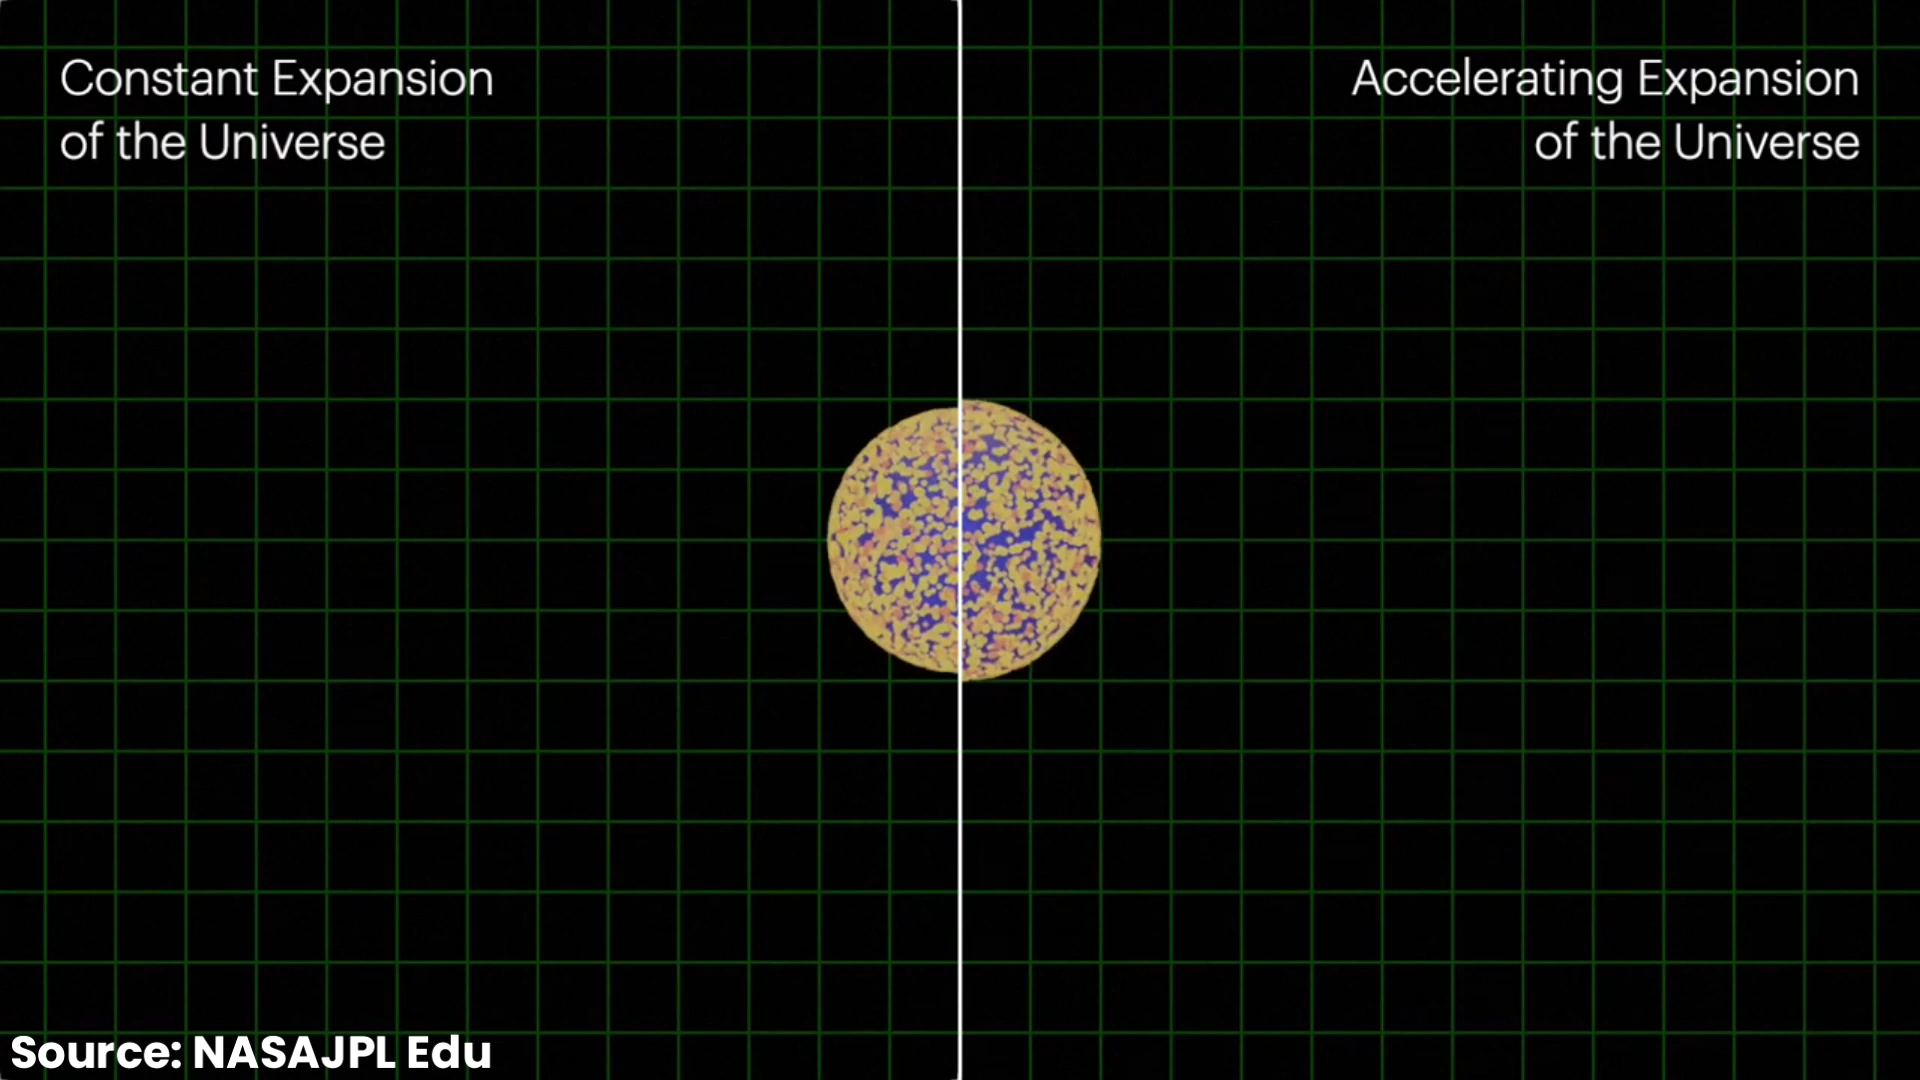 Constant Expansion
of the Universe
Accelerating Expansion
of the Universe
Source: NASAJPL Edu